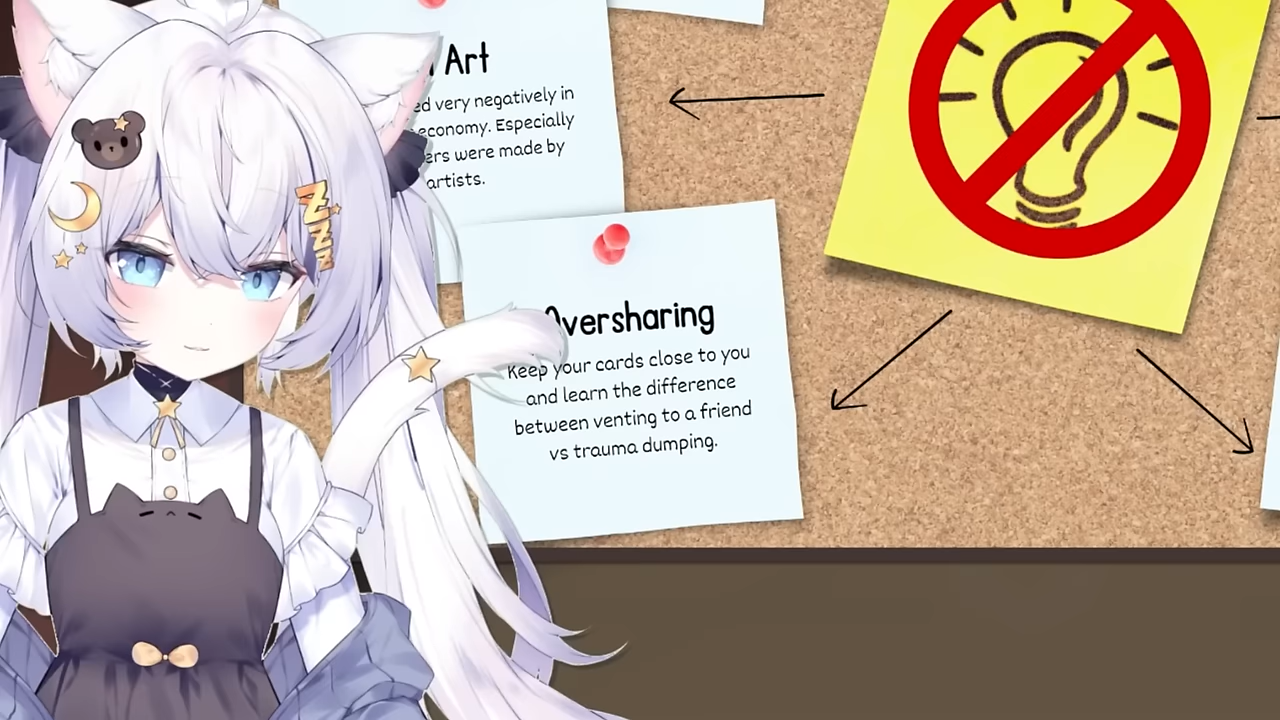 Art
ed very negatively in
economy. Especially
ers were made by
artists.
Oversharing
Keep your cards close to you
and learn the difference
between venting to a friend
vs trauma dumping.
Z
z
z
z